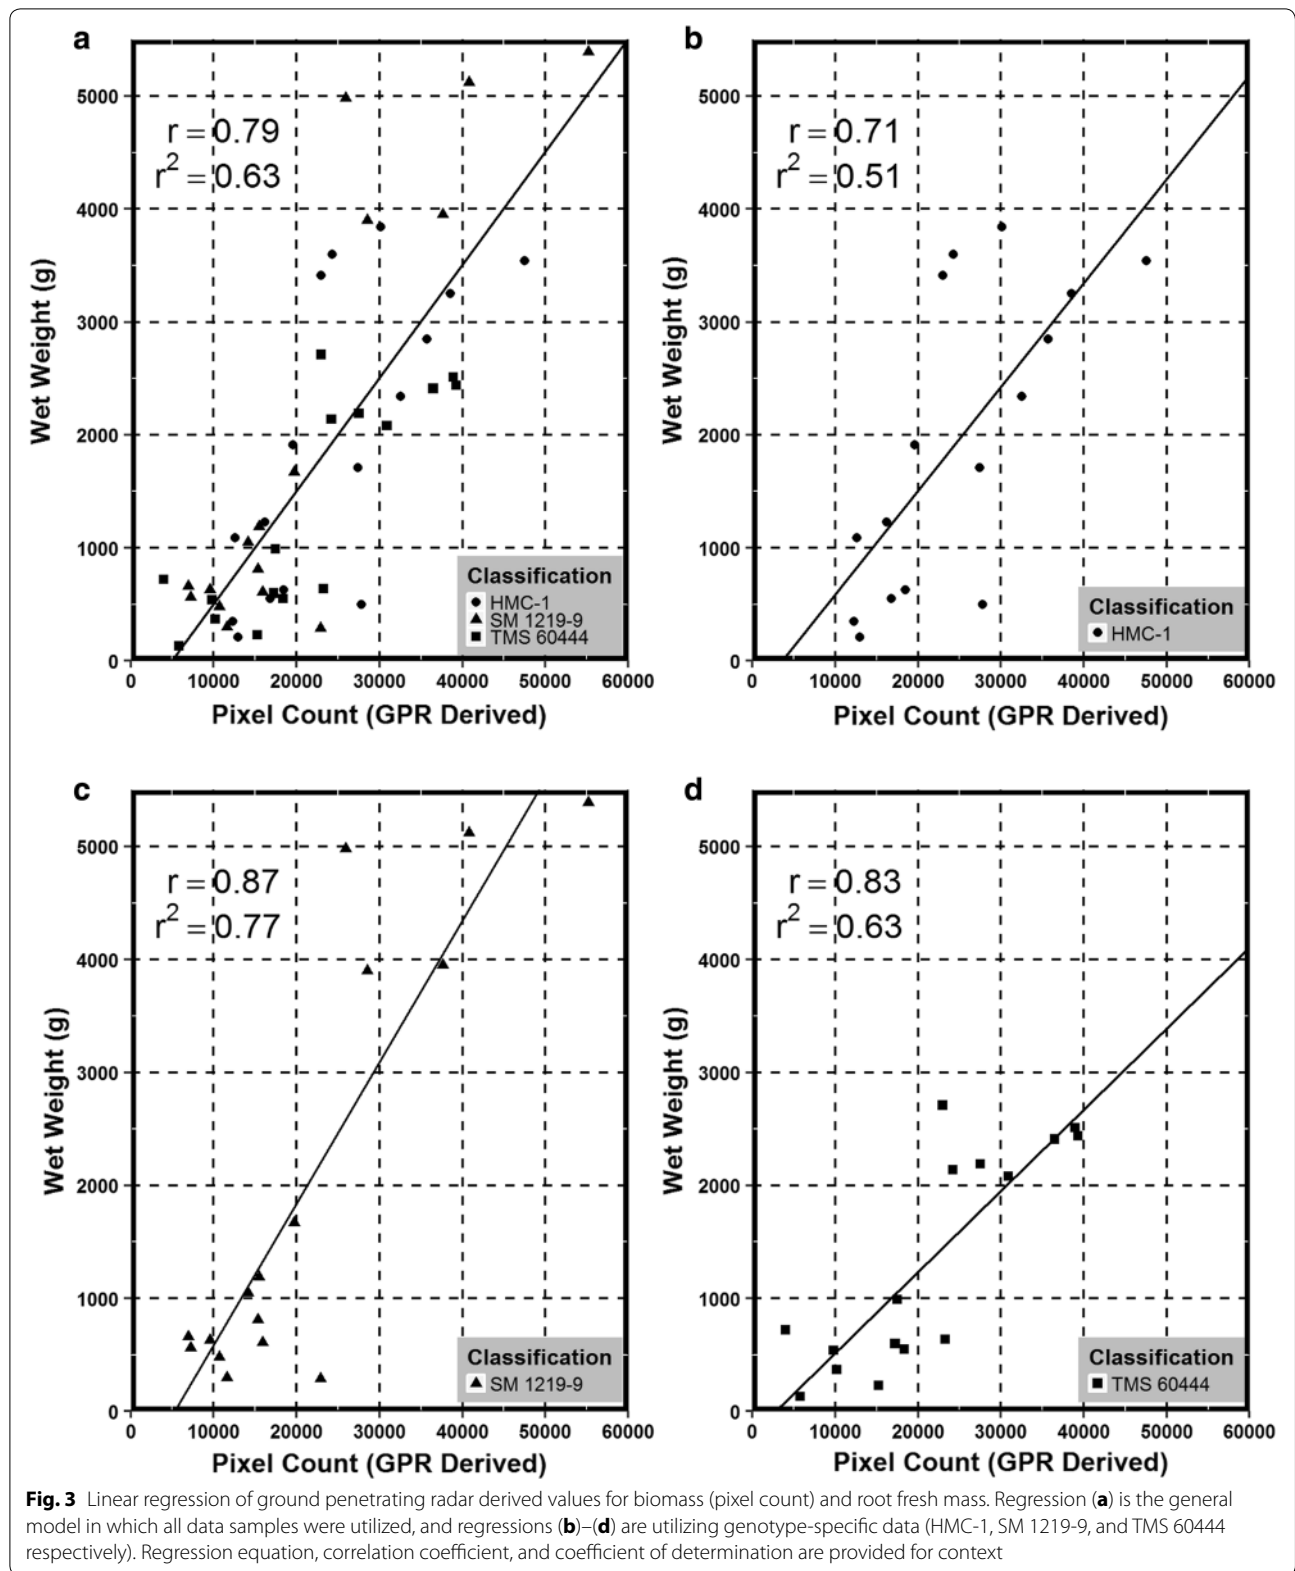 a
r = 0.79
r² = 0.63
5000
4000
3000
2000
1000
0
Wet Weight (g)
Classification
HMC-1
SM 1219-9
TMS 60444
0 10000 20000 30000 40000 50000 60000
Pixel Count (GPR Derived)
b
r = 0.71
r² = 0.51
5000
4000
3000
2000
1000
0
Wet Weight (g)
Classification
HMC-1
0 10000 20000 30000 40000 50000 60000
Pixel Count (GPR Derived)
c
r = 0.87
r² = 0.77
5000
4000
3000
2000
1000
0
Wet Weight (g)
Classification
SM 1219-9
0 10000 20000 30000 40000 50000 60000
Pixel Count (GPR Derived)
d
r = 0.83
r² = 0.63
5000
4000
3000
2000
1000
0
Wet Weight (g)
Classification
TMS 60444
0 10000 20000 30000 40000 50000 60000
Pixel Count (GPR Derived)
Fig. 3 Linear regression of ground penetrating radar derived values for biomass (pixel count) and root fresh mass. Regression (a) is the general
model in which all data samples were utilized, and regressions (b)–(d) are utilizing genotype-specific data (HMC-1, SM 1219-9, and TMS 60444
respectively). Regression equation, correlation coefficient, and coefficient of determination are provided for context